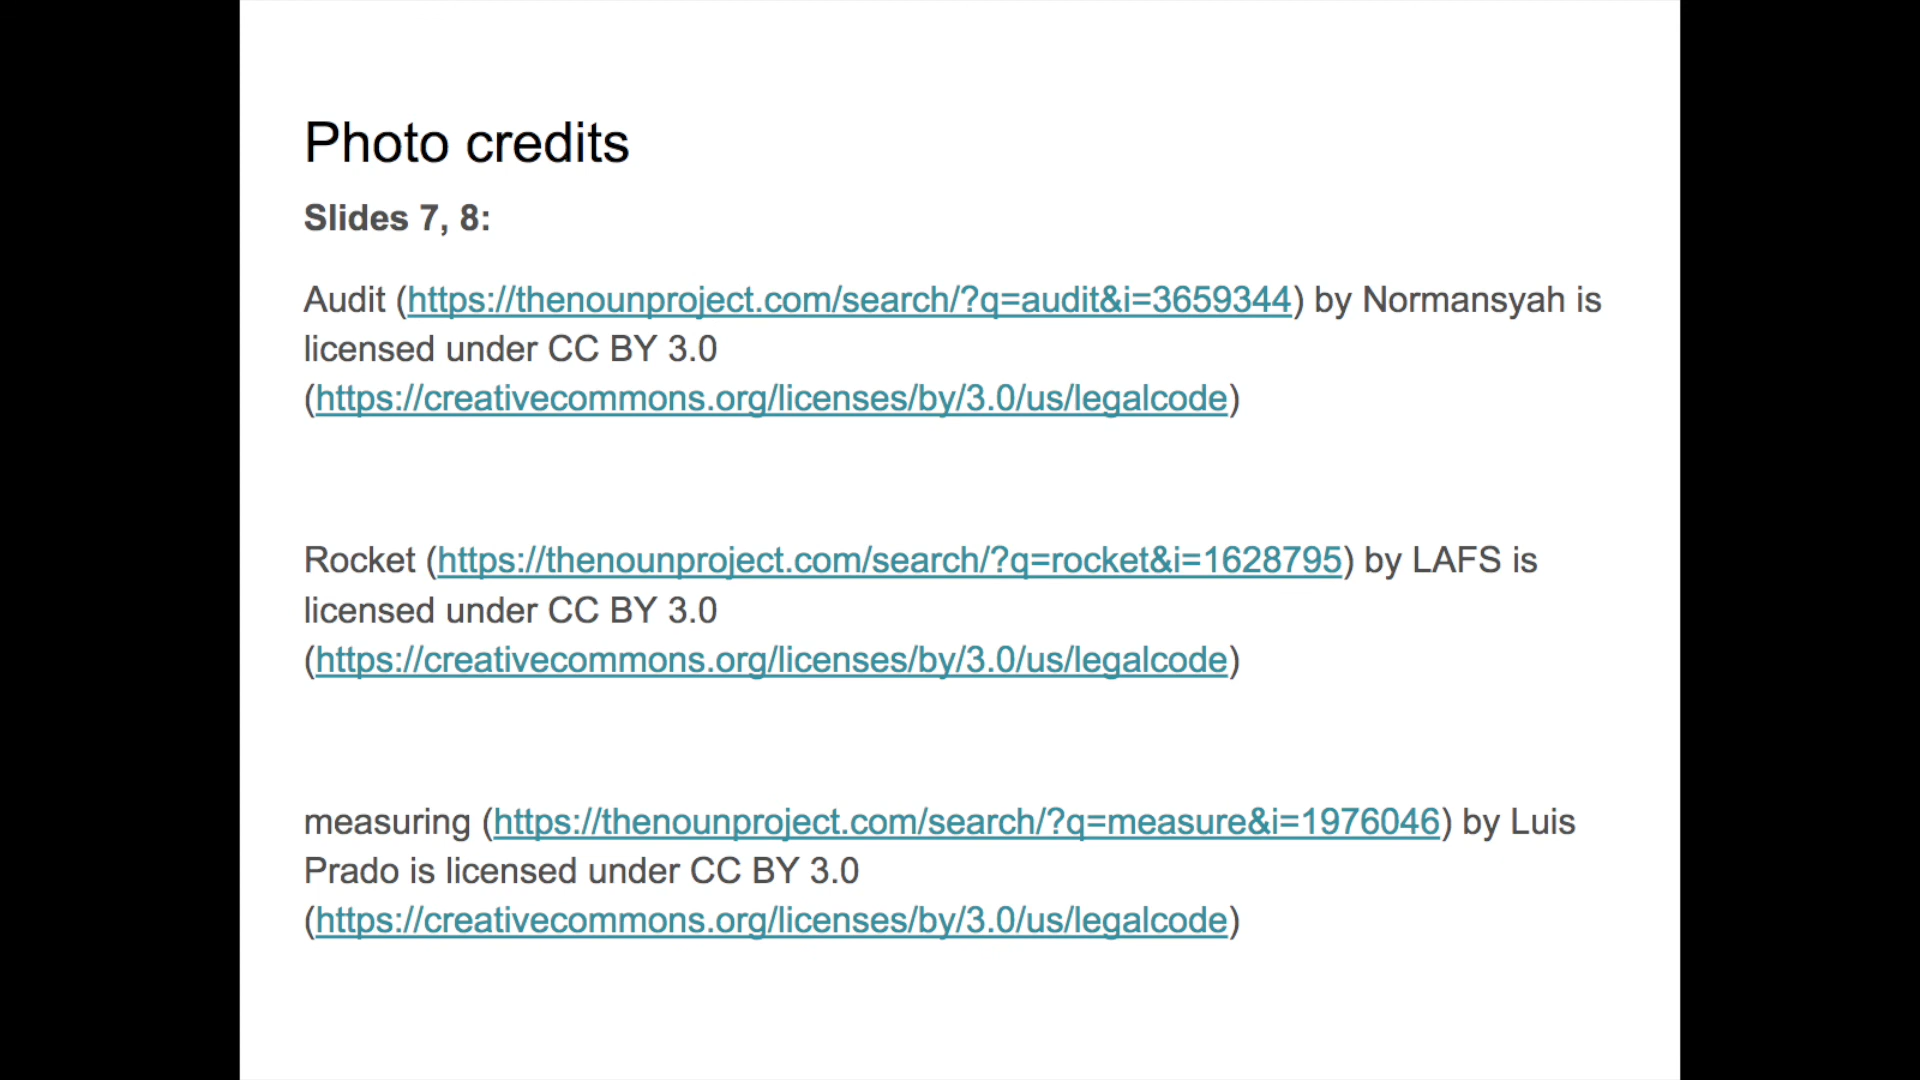 Photo credits
Slides 7, 8:
Audit (https://thenounproject.com/search/?q=audit&i=3659344) by Normansyah is
licensed under CC BY 3.0
(https://creativecommons.org/licenses/by/3.0/us/legalcode)
Rocket (https://thenounproject.com/search/?q=rocket&i=1628795) by LAFS is
licensed under CC BY 3.0
(https://creativecommons.org/licenses/by/3.0/us/legalcode)
measuring (https://thenounproject.com/search/?q=measure&i=1976046) by Luis
Prado is licensed under CC BY 3.0
(https://creativecommons.org/licenses/by/3.0/us/legalcode)